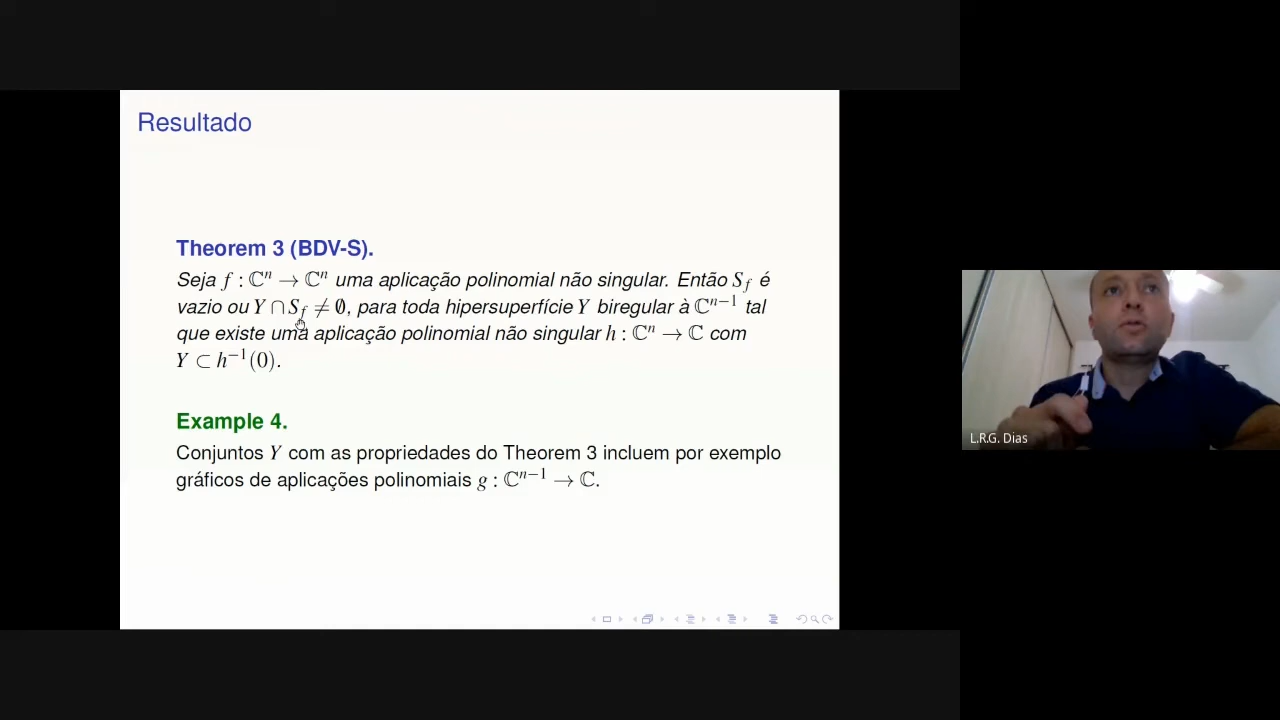 Resultado
Theorem 3 (BDV-S).
Seja f : ℂⁿ → ℂⁿ uma aplicação polinomial não singular. Então S_f é
vazio ou Y ∩ S_f ≠ ∅, para toda hipersuperfície Y biregular à ℂⁿ⁻¹ tal
que existe uma aplicação polinomial não singular h : ℂⁿ → ℂ com
Y ⊂ h⁻¹(0).
Example 4.
Conjuntos Y com as propriedades do Theorem 3 incluem por exemplo
gráficos de aplicações polinomiais g : ℂⁿ⁻¹ → ℂ.
L.R.G. Dias